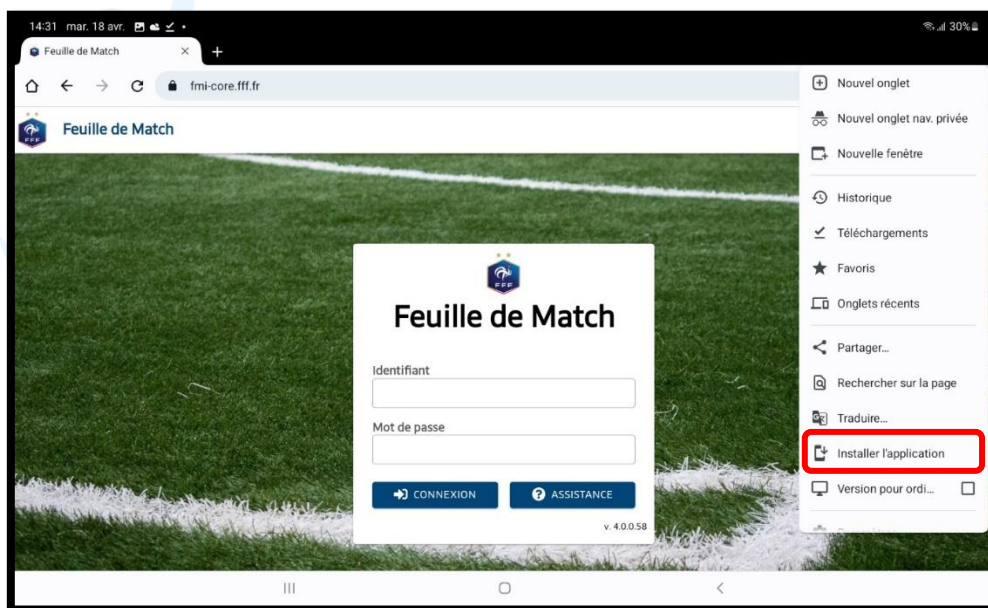 14:31 mar. 18 avr.
30%
Feuille de Match
fmi-core.fff.fr
Feuille de Match
FFF
Nouvel onglet
Nouvel onglet nav. privée
Nouvelle fenêtre
Historique
Téléchargements
Favoris
Onglets récents
Partager...
Rechercher sur la page
Traduire...
Installer l'application
Version pour ordi...
FFF
Feuille de Match
Identifiant
Mot de passe
CONNEXION
ASSISTANCE
v. 4.0.0.58